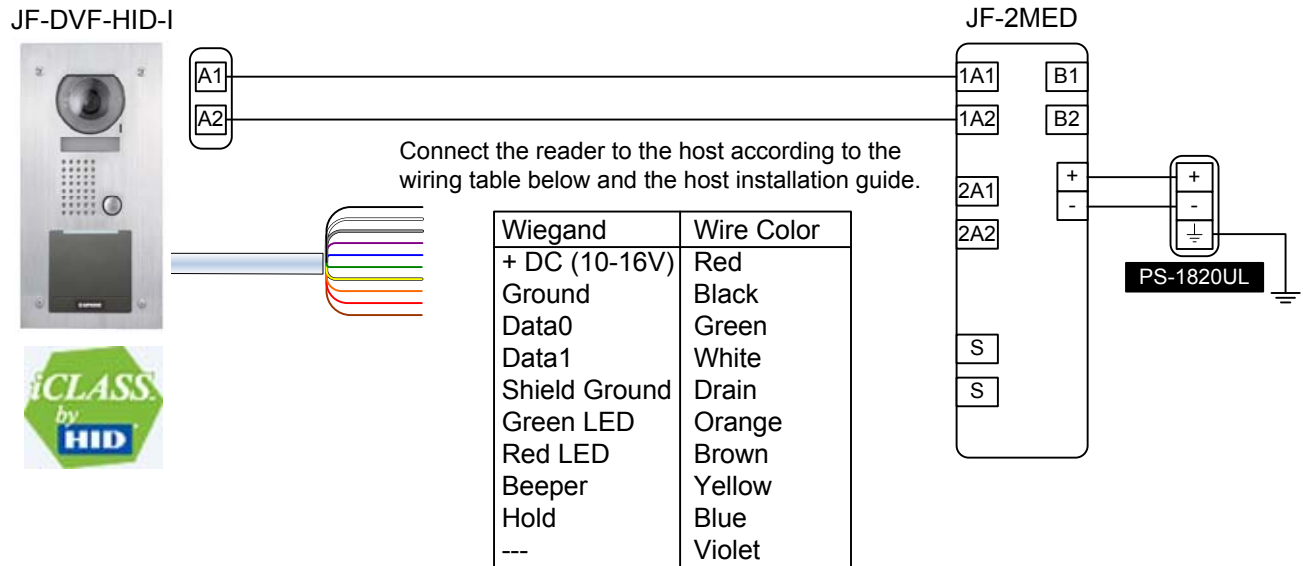 JF-DVF-HID-I
JF-2MED
A1
A2
1A1
B1
1A2
B2
Connect the reader to the host according to the
wiring table below and the host installation guide.
2A1
+
+
-
-
2A2
PS-1820UL
S
S
Wiegand Wire Color
+ DC (10-16V) Red
Ground Black
Data0 Green
Data1 White
Shield Ground Drain
Green LED Orange
Red LED Brown
Beeper Yellow
Hold Blue
--- Violet
iCLASS
by
HID